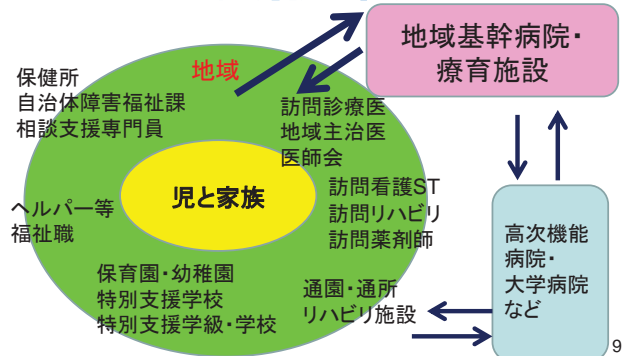 地域基幹病院・
療育施設
地域
保健所
自治体障害福祉課
相談支援専門員
訪問診療医
地域主治医
医師会
児と家族
訪問看護ST
訪問リハビリ
訪問薬剤師
ヘルパー等
福祉職
保育園・幼稚園
特別支援学校
特別支援学級・学校
通園・通所
リハビリ施設
高次機能
病院・
大学病院
など
9